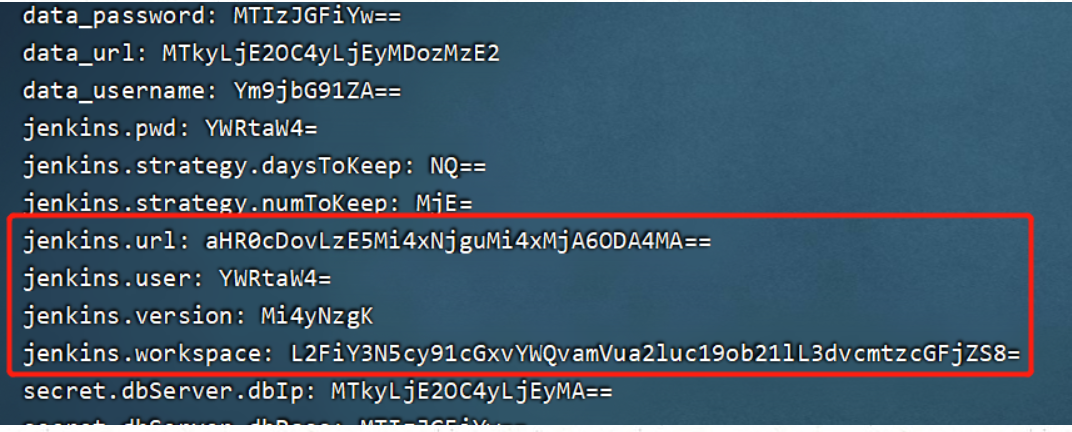 data_password: MTIzJGFiYw==
data_url: MTkyLjE2OC4yLjEyMDozMzE2
data_username: Ym9jbG91ZA==
jenkins.pwd: YWRtaW4=
jenkins.strategy.daysToKeep: NQ==
jenkins.strategy.numToKeep: MjE=
jenkins.url: aHR0cDovLzE5Mi4xNjguMi4xMjA6ODA4MA==
jenkins.user: YWRtaW4=
jenkins.version: Mi4yNzgK
jenkins.workspace: L2FiY3N5cy91cGxvYWQvamVua2luc19ob21lL3dvcmtzcGFjZS8=
secret.dbServer.dbIp: MTkyLjE2OC4yLjEyMA==